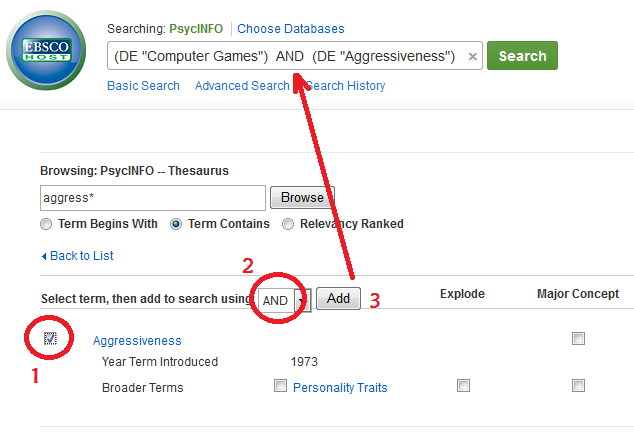 EBSCO
HOST
Searching: PsycINFO Choose Databases
(DE "Computer Games") AND (DE "Aggressiveness") × Search
Basic Search Advanced Search Search History
Browsing: PsycINFO -- Thesaurus
aggress* Browse
Term Begins With Term Contains Relevancy Ranked
Back to List
2
Select term, then add to search using AND Add 3 Explode Major Concept
Aggressiveness
1 Year Term Introduced 1973
Broader Terms Personality Traits